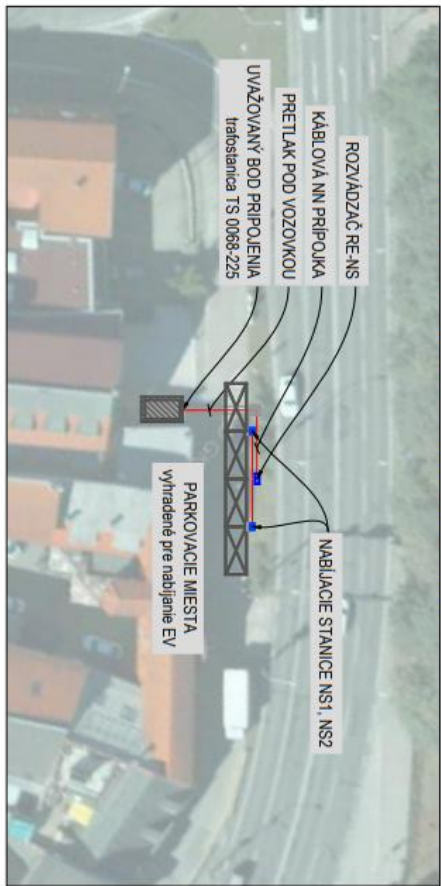 ROZVÁDZAČ RE-NS
KÁBLOVÁ NN PRÍPOJKA
PRETLAK POD VOZOVKOU
UVAŽOVANÝ BOD PRIPOJENIA
trafostanica TS 0068-225
NABÍJACIE STANICE NS1, NS2
PARKOVACIE MIESTA
vyhradené pre nabíjanie EV